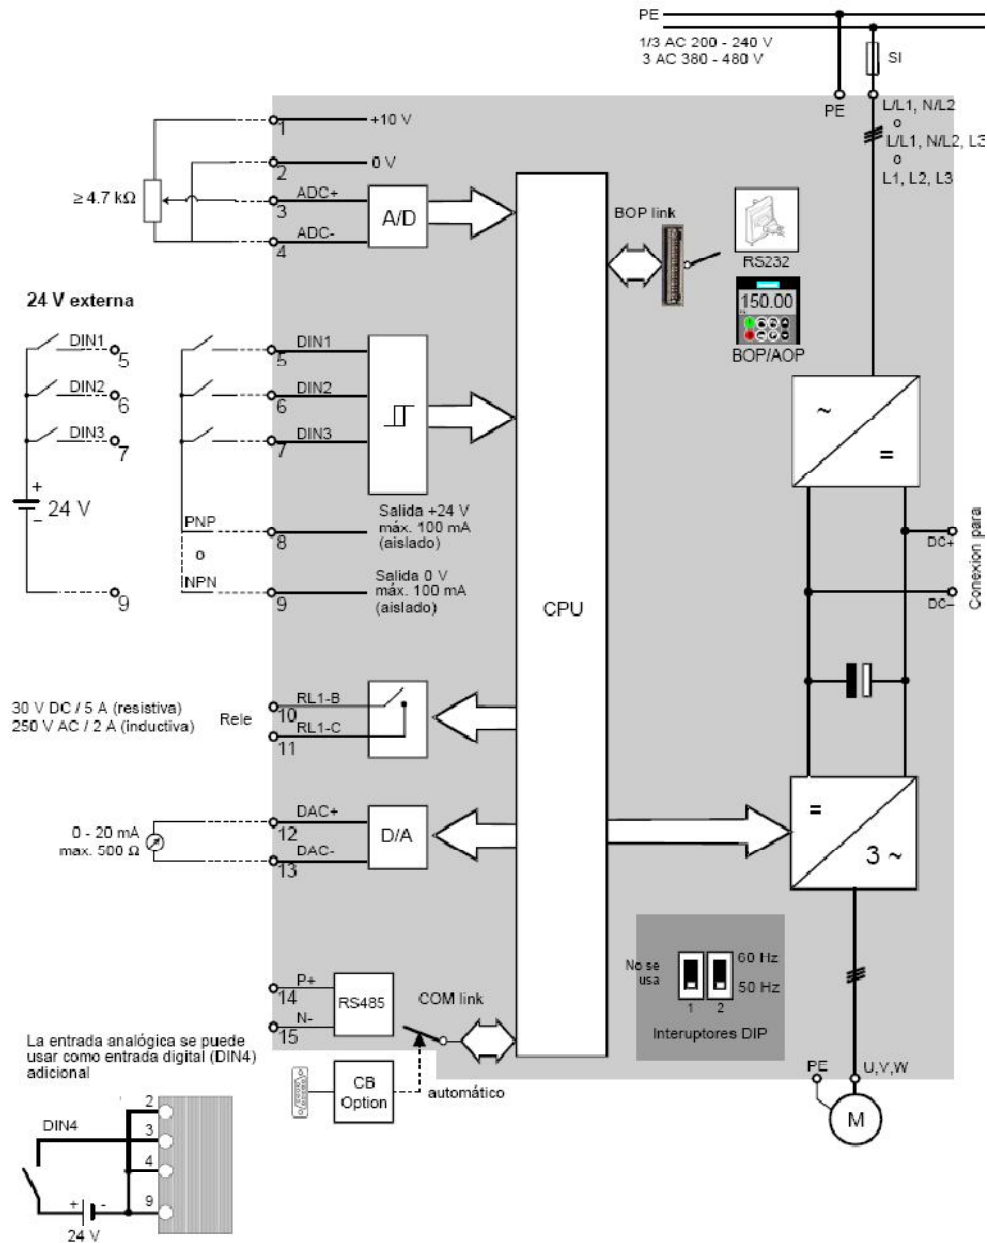 PE
1/3 AC 200 - 240 V
3 AC 380 - 480 V
SI
PE
L/L1, N/L2
o
L/L1, N/L2, L3
o
L1, L2, L3
1
+10 V
2
0 V
≥ 4.7 kΩ
ADC+
3
ADC-
4
A/D
BOP link
RS232
150.00
BOP/AOP
24 V externa
DIN1
5
DIN2
6
DIN3
7
+
24 V
−
9
DIN1
5
DIN2
6
DIN3
7
PNP
8
o
NPN
9
Salida +24 V
máx. 100 mA
(aislado)
Salida 0 V
máx. 100 mA
(aislado)
CPU
~
=
DC+
DC−
Conexion para
30 V DC / 5 A (resistiva)
250 V AC / 2 A (inductiva)
Rele
RL1-B
10
RL1-C
11
0 - 20 mA
max. 500 Ω
DAC+
12
DAC-
13
D/A
=
3 ~
No se
usa
60 Hz
50 Hz
1 2
Interuptores DIP
P+
14
N-
15
RS485
COM link
CB
Option
automático
PE
U,V,W
M
La entrada analógica se puede
usar como entrada digital (DIN4)
adicional
DIN4
2
3
4
9
+ -
24 V